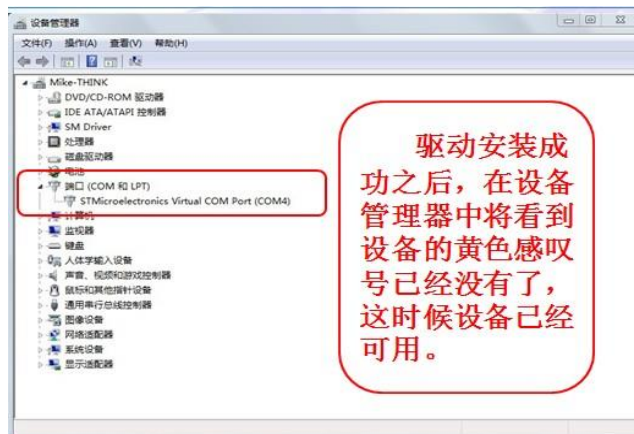 设备管理器
文件(F) 操作(A) 查看(V) 帮助(H)
Mike-THINK
DVD/CD-ROM 驱动器
IDE ATA/ATAPI 控制器
SM Driver
处理器
磁盘驱动器
电池
端口 (COM 和 LPT)
STMicroelectronics Virtual COM Port (COM4)
计算机
监视器
键盘
人体学输入设备
声音、视频和游戏控制器
鼠标和其他指针设备
通用串行总线控制器
图像设备
网络适配器
系统设备
显示适配器
驱动安装成
功之后，在设备
管理器中将看到
设备的黄色感叹
号已经没有了，
这时候设备已经
可用。